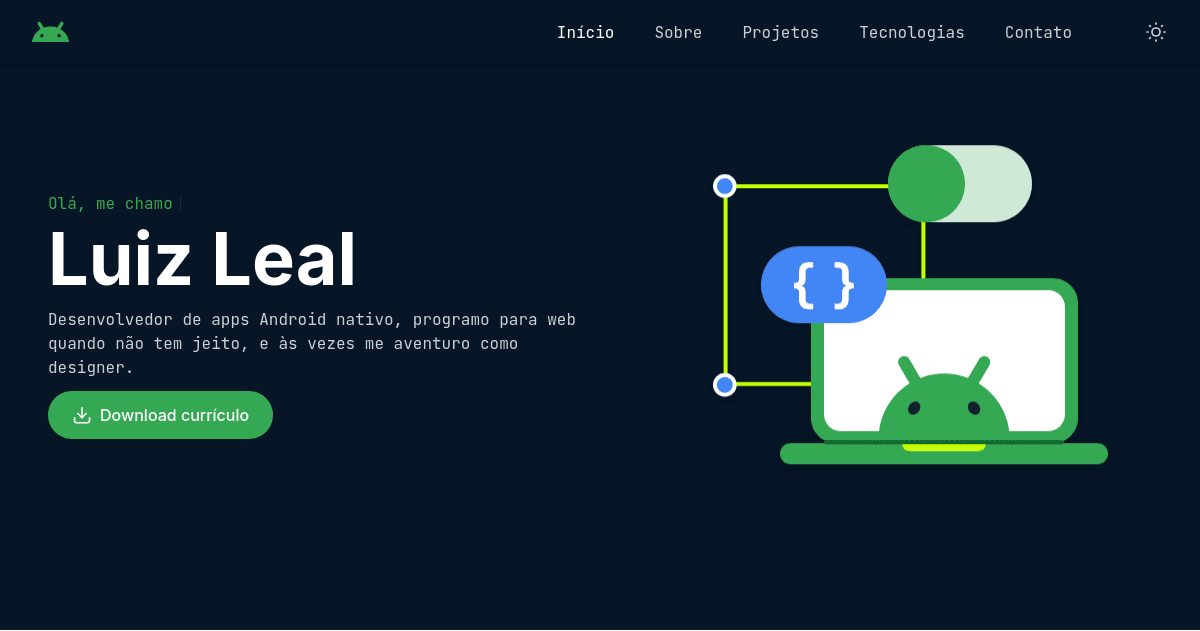 Início Sobre Projetos Tecnologias Contato
Olá, me chamo
Luiz Leal
Desenvolvedor de apps Android nativo, programo para web
quando não tem jeito, e às vezes me aventuro como
designer.
Download currículo
{ }